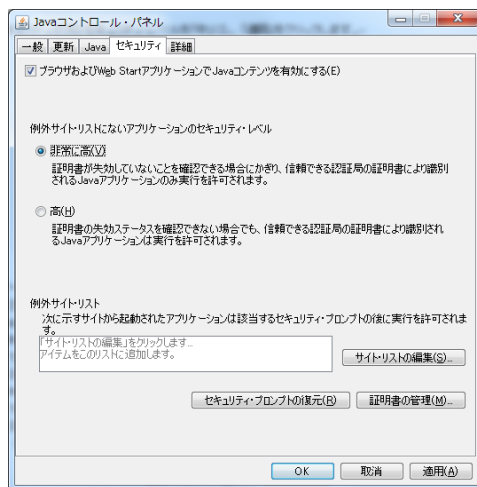 Javaコントロール・パネル
一般 更新 Java セキュリティ 詳細
ブラウザおよびWeb StartアプリケーションでJavaコンテンツを有効にする(E)
例外サイト・リストにないアプリケーションのセキュリティ・レベル
非常に高(V)
証明書が失効していないことを確認できる場合にかぎり、信頼できる認証局の証明書により識別
されるJavaアプリケーションのみ実行を許可されます。
高(H)
証明書の失効ステータスを確認できない場合でも、信頼できる認証局の証明書により識別され
るJavaアプリケーションは実行を許可されます。
例外サイト・リスト
次に示すサイトから起動されたアプリケーションは該当するセキュリティ・プロンプトの後に実行を許可されま
す。
「サイト・リストの編集」をクリックします...
アイテムをこのリストに追加します。
サイト・リストの編集(S)...
セキュリティ・プロンプトの復元(R) 証明書の管理(M)...
OK 取消 適用(A)